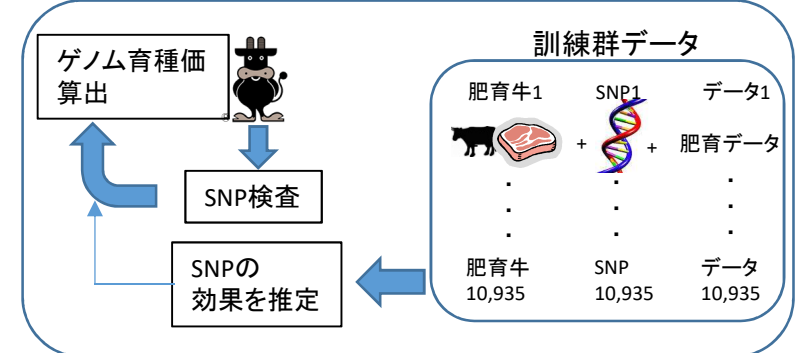 ゲノム育種価
算出
SNP検査
SNPの
効果を推定
訓練群データ
肥育牛1 SNP1 データ1
+ + 肥育データ
・ ・ ・
・ ・ ・
・ ・ ・
肥育牛 SNP データ
10,935 10,935 10,935